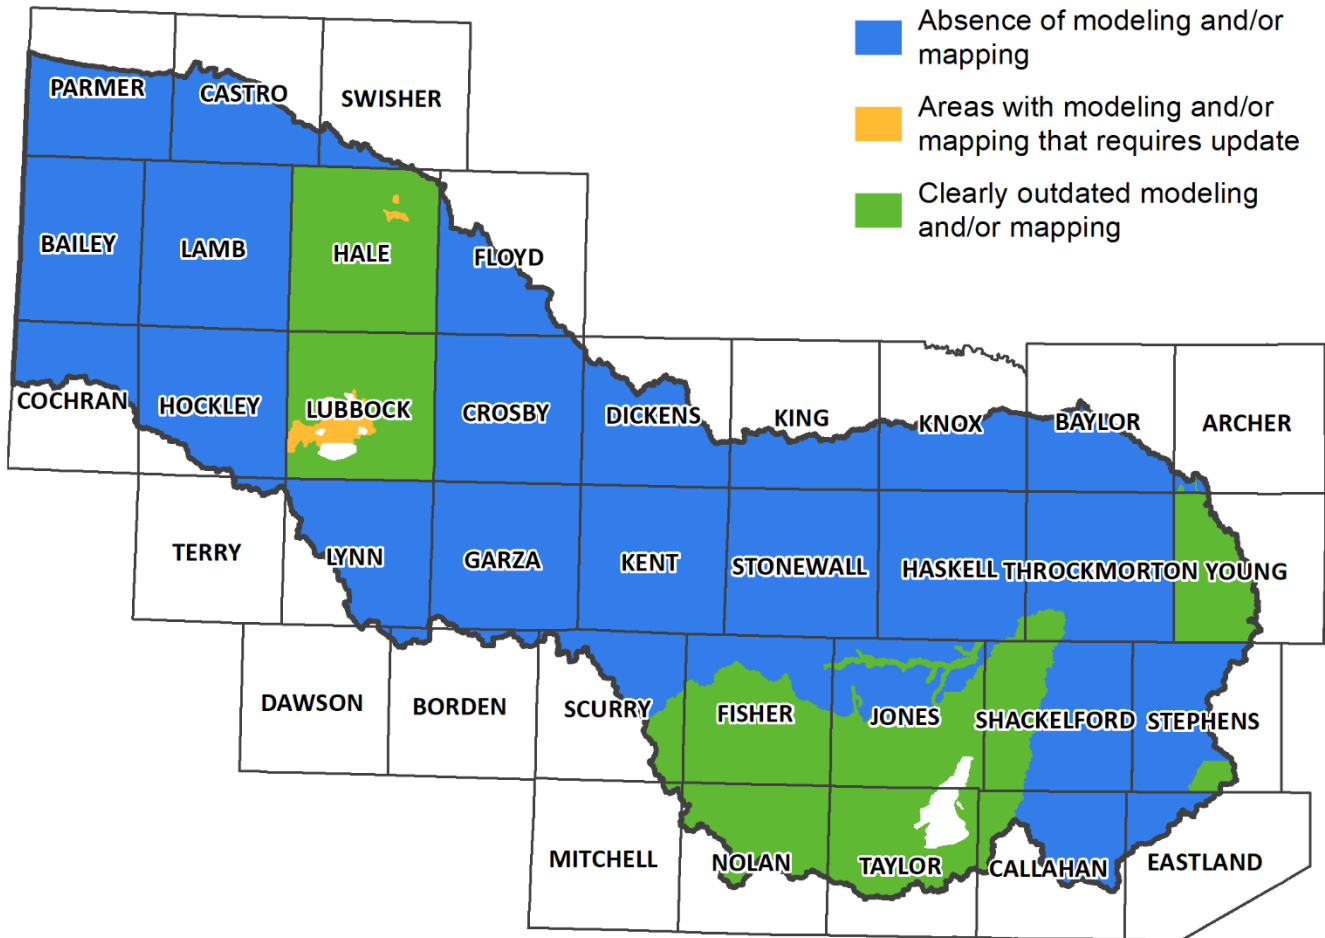 Absence of modeling and/or
mapping
Areas with modeling and/or
mapping that requires update
Clearly outdated modeling
and/or mapping
PARMER
CASTRO
SWISHER
BAILEY
LAMB
HALE
FLOYD
COCHRAN
HOCKLEY
LUBBOCK
CROSBY
DICKENS
KING
KNOX
BAYLOR
ARCHER
TERRY
LYNN
GARZA
KENT
STONEWALL
HASKELL
THROCKMORTON
YOUNG
DAWSON
BORDEN
SCURRY
FISHER
JONES
SHACKELFORD
STEPHENS
MITCHELL
NOLAN
TAYLOR
CALLAHAN
EASTLAND